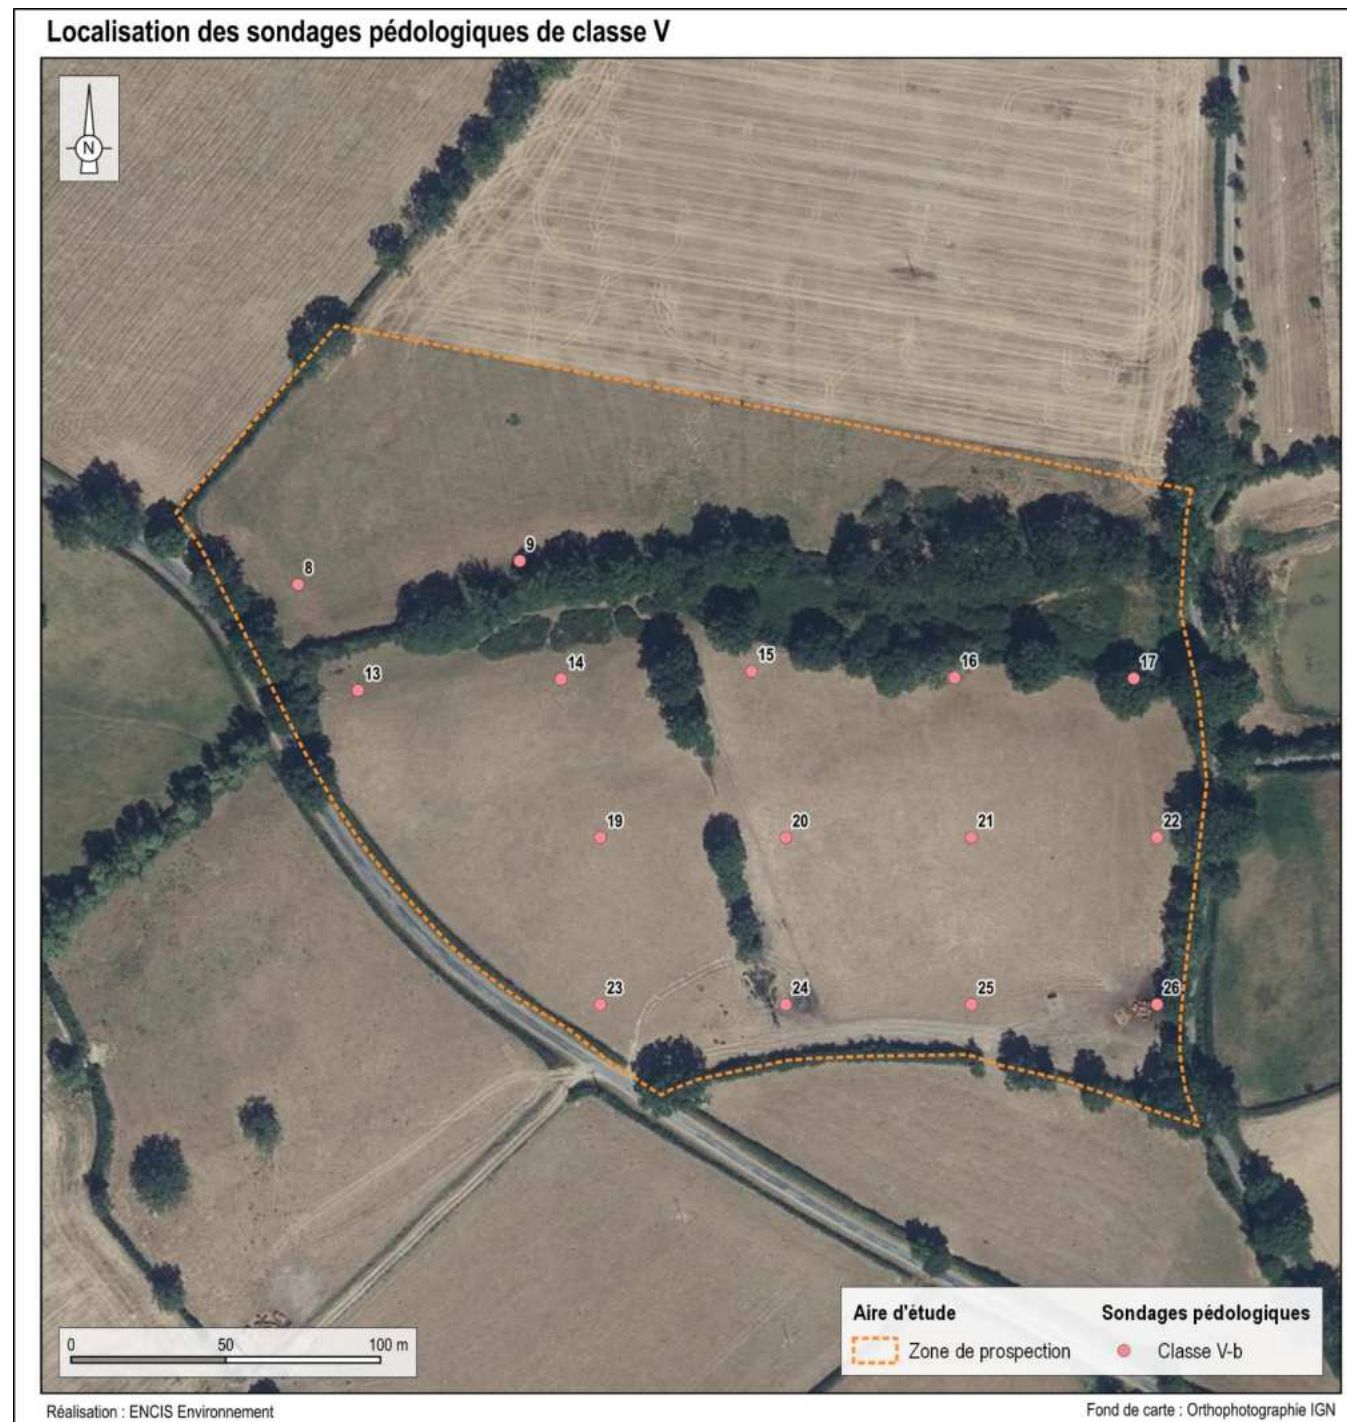 Localisation des sondages pédologiques de classe V
N
9
8
15
16
17
14
13
19
20
21
22
23
24
25
26
Aire d'étude
Sondages pédologiques
Zone de prospection
Classe V-b
0 50 100 m
Réalisation : ENCIS Environnement
Fond de carte : Orthophotographie IGN